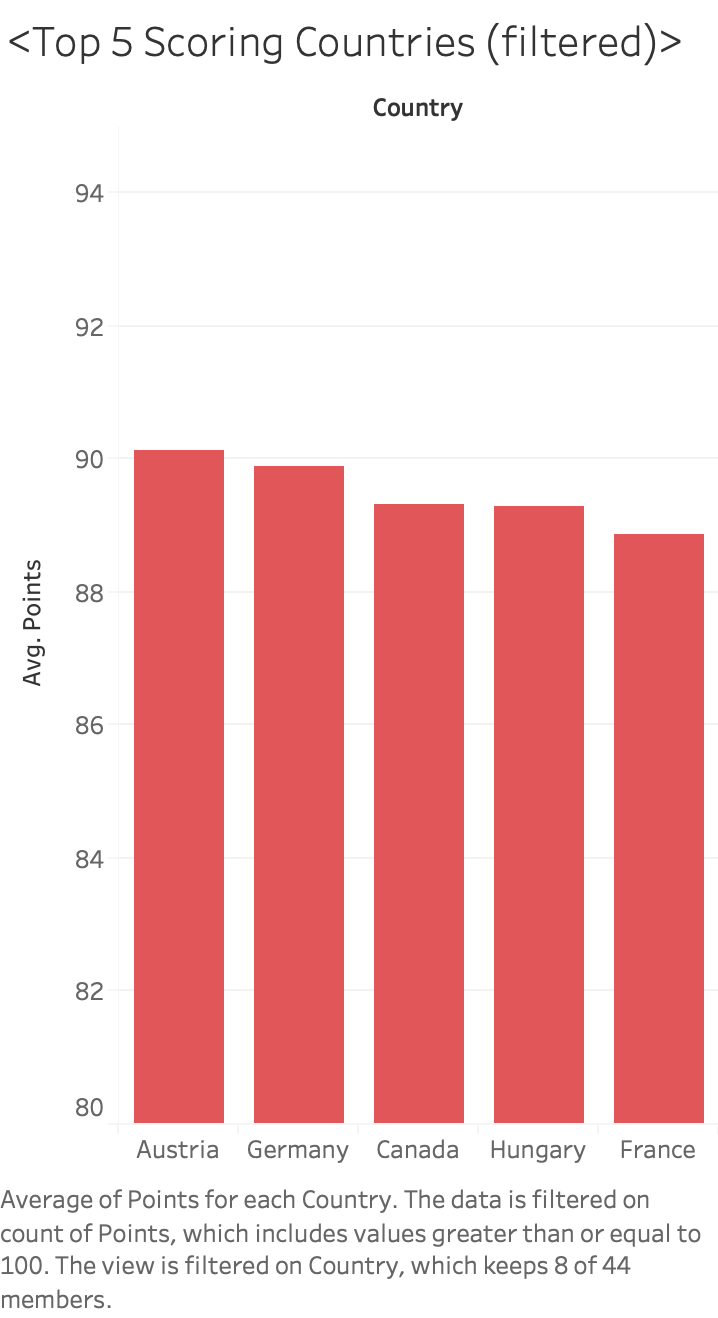 <Top 5 Scoring Countries (filtered)>
Country
94
92
90
88
86
84
82
80
Avg. Points
Austria Germany Canada Hungary France
Average of Points for each Country. The data is filtered on
count of Points, which includes values greater than or equal to
100. The view is filtered on Country, which keeps 8 of 44
members.